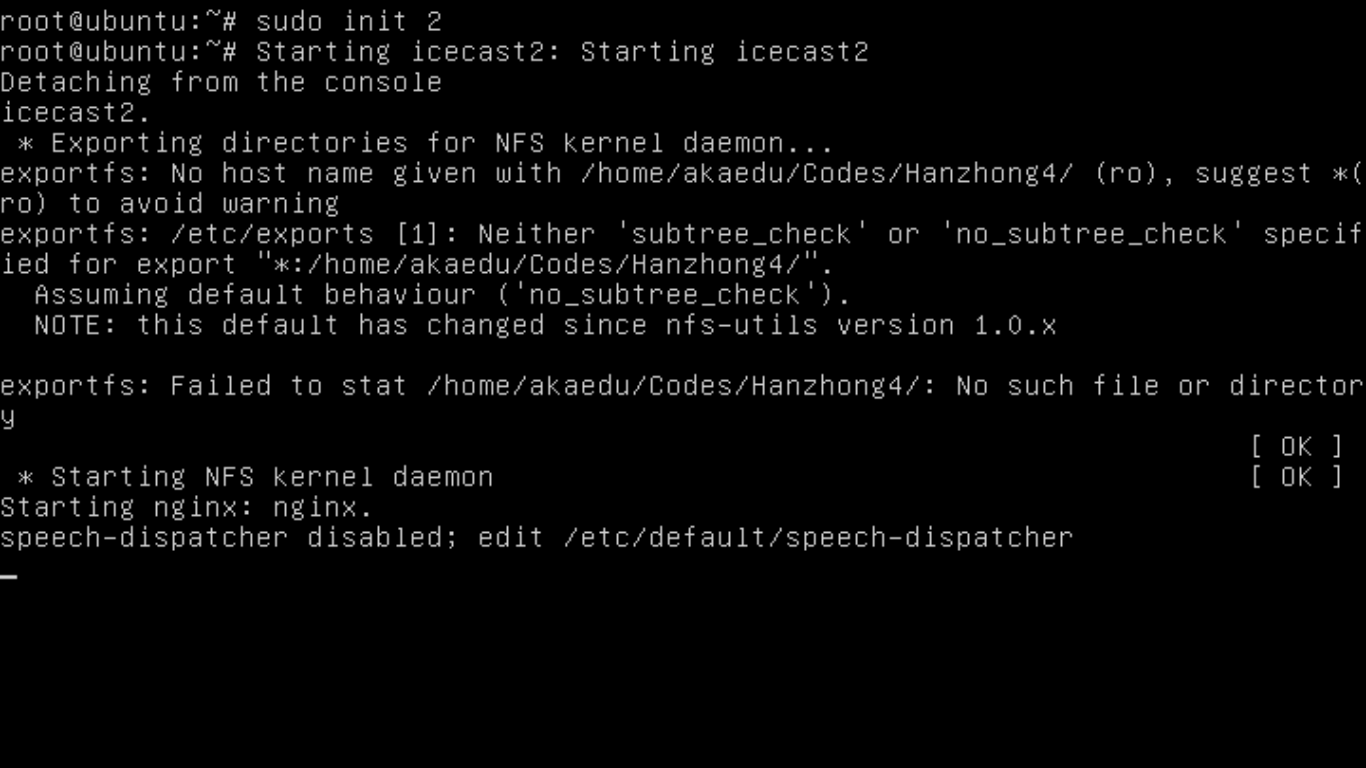 root@ubuntu:~# sudo init 2
root@ubuntu:~# Starting icecast2: Starting icecast2
Detaching from the console
icecast2.
 * Exporting directories for NFS kernel daemon...
exportfs: No host name given with /home/akaedu/Codes/Hanzhong4/ (ro), suggest *(
ro) to avoid warning
exportfs: /etc/exports [1]: Neither 'subtree_check' or 'no_subtree_check' specif
ied for export "*:/home/akaedu/Codes/Hanzhong4/".
  Assuming default behaviour ('no_subtree_check').
  NOTE: this default has changed since nfs-utils version 1.0.x

exportfs: Failed to stat /home/akaedu/Codes/Hanzhong4/: No such file or director
y
[ OK ]
 * Starting NFS kernel daemon [ OK ]
Starting nginx: nginx.
speech-dispatcher disabled; edit /etc/default/speech-dispatcher